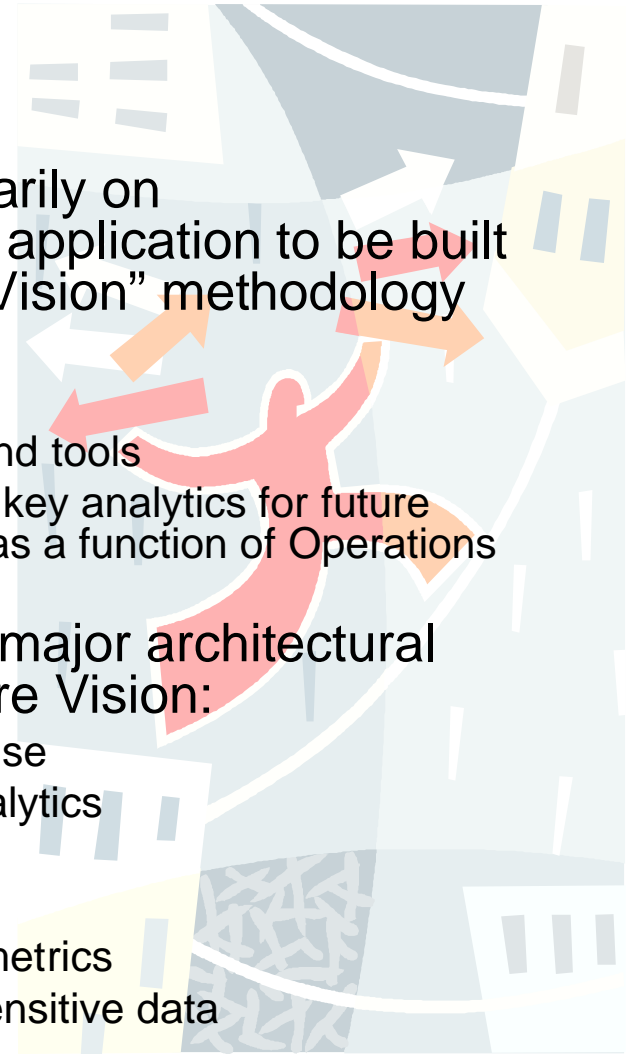 arily on
application to be built
Vision” methodology
nd tools
key analytics for future
as a function of Operations
major architectural
re Vision:
se
alytics
netrics
ensitive data